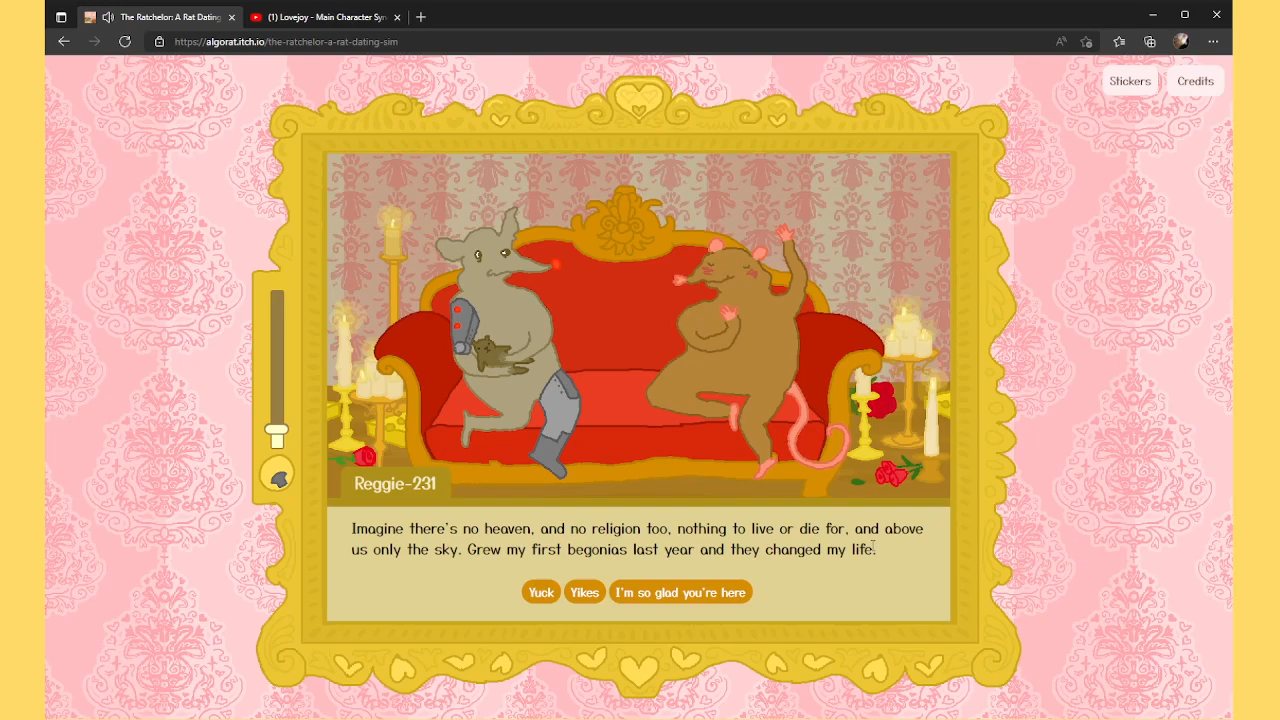 The Ratchelor: A Rat Dating
(1) Lovejoy - Main Character Syn
https://algorat.itch.io/the-ratchelor-a-rat-dating-sim
Stickers
Credits
Reggie-231
Imagine there's no heaven, and no religion too, nothing to live or die for, and above
us only the sky. Grew my first begonias last year and they changed my life.
Yuck
Yikes
I'm so glad you're here